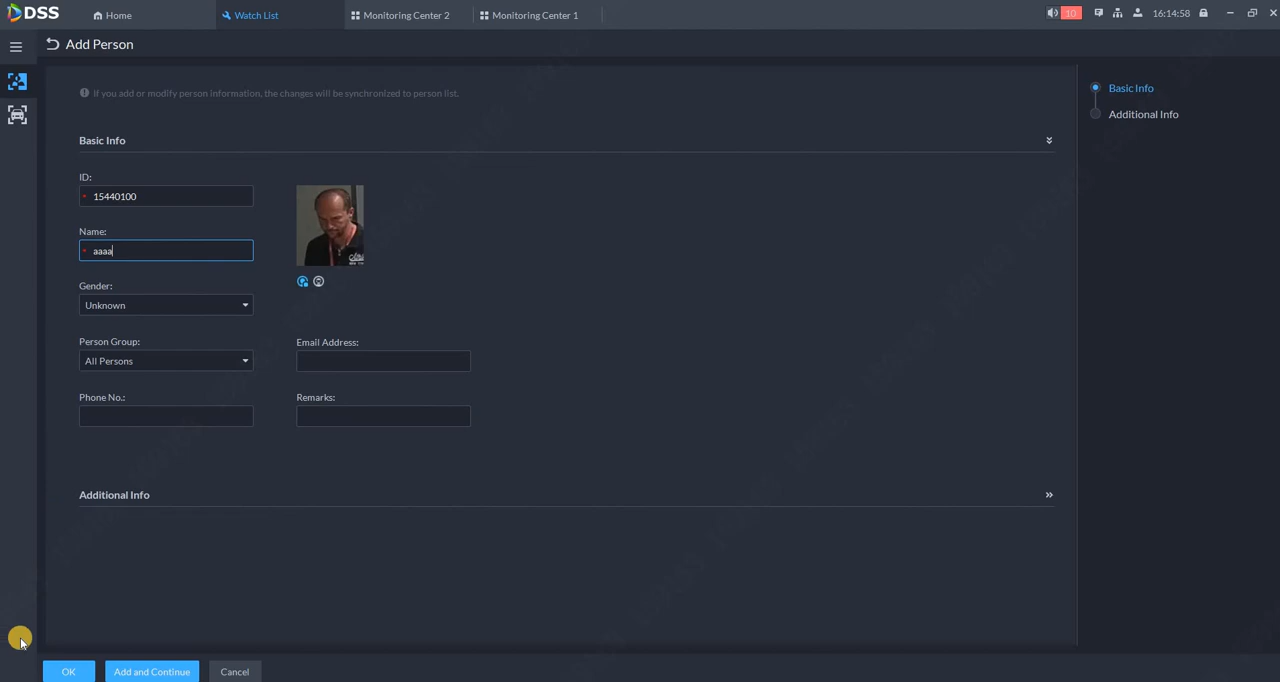 DSS
Home
Watch List
Monitoring Center 2
Monitoring Center 1
10
16:14:58
Add Person
If you add or modify person information, the changes will be synchronized to person list.
Basic Info
Additional Info
Basic Info
ID:
* 15440100
Name:
* aaaa
Gender:
Unknown
Person Group:
All Persons
Email Address:
Phone No.:
Remarks:
Additional Info
OK
Add and Continue
Cancel